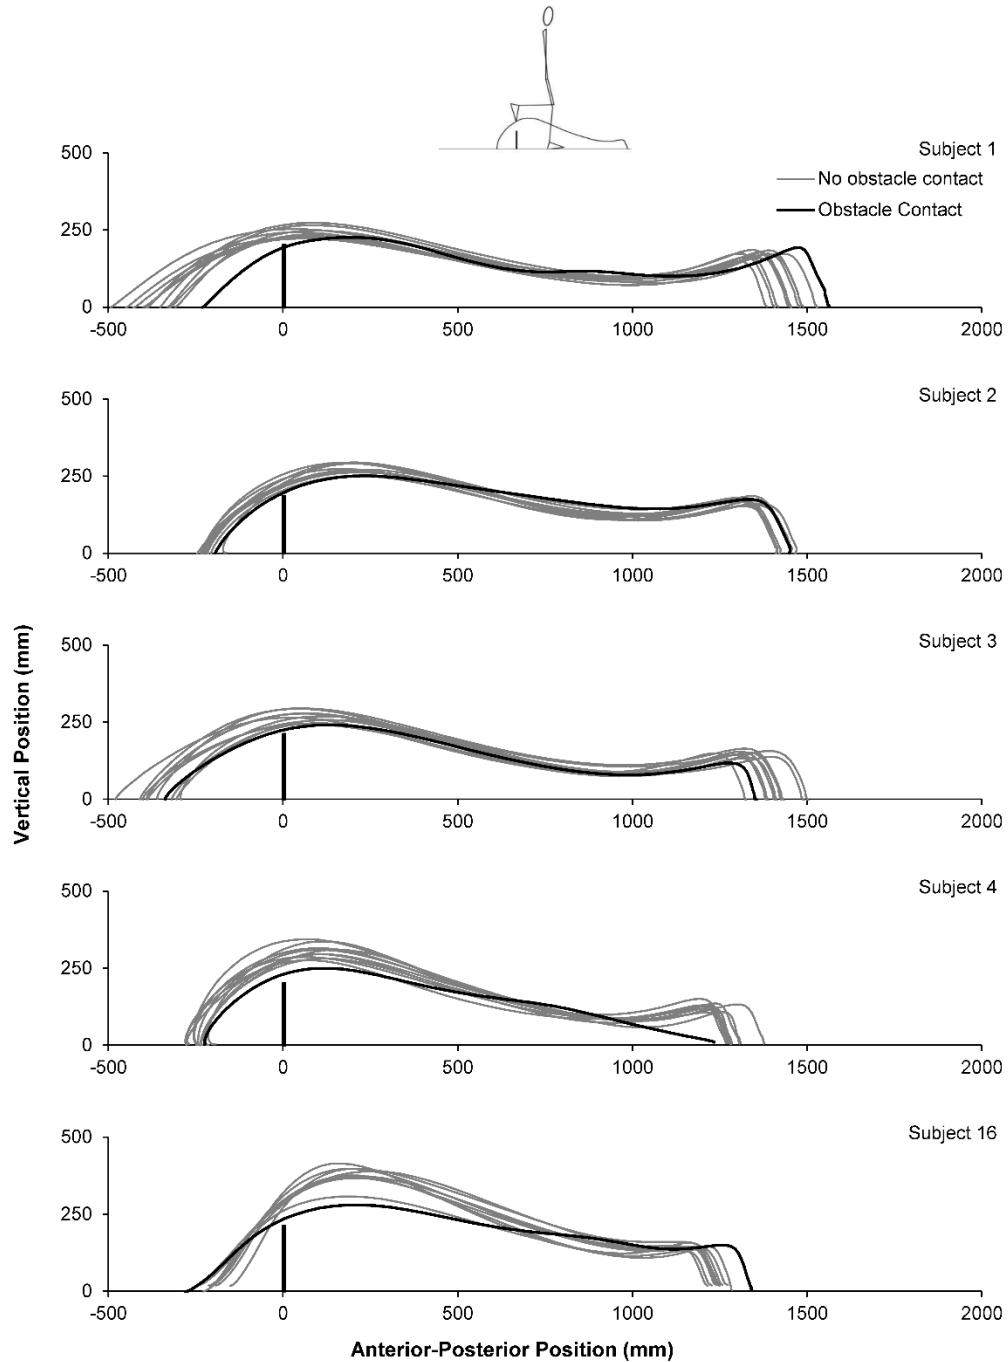 Subject 1
No obstacle contact
Obstacle Contact
500
250
0
-500 0 500 1000 1500 2000
Subject 2
500
250
0
-500 0 500 1000 1500 2000
Subject 3
500
250
0
-500 0 500 1000 1500 2000
Vertical Position (mm)
Subject 4
500
250
0
-500 0 500 1000 1500 2000
Subject 16
500
250
0
-500 0 500 1000 1500 2000
Anterior-Posterior Position (mm)